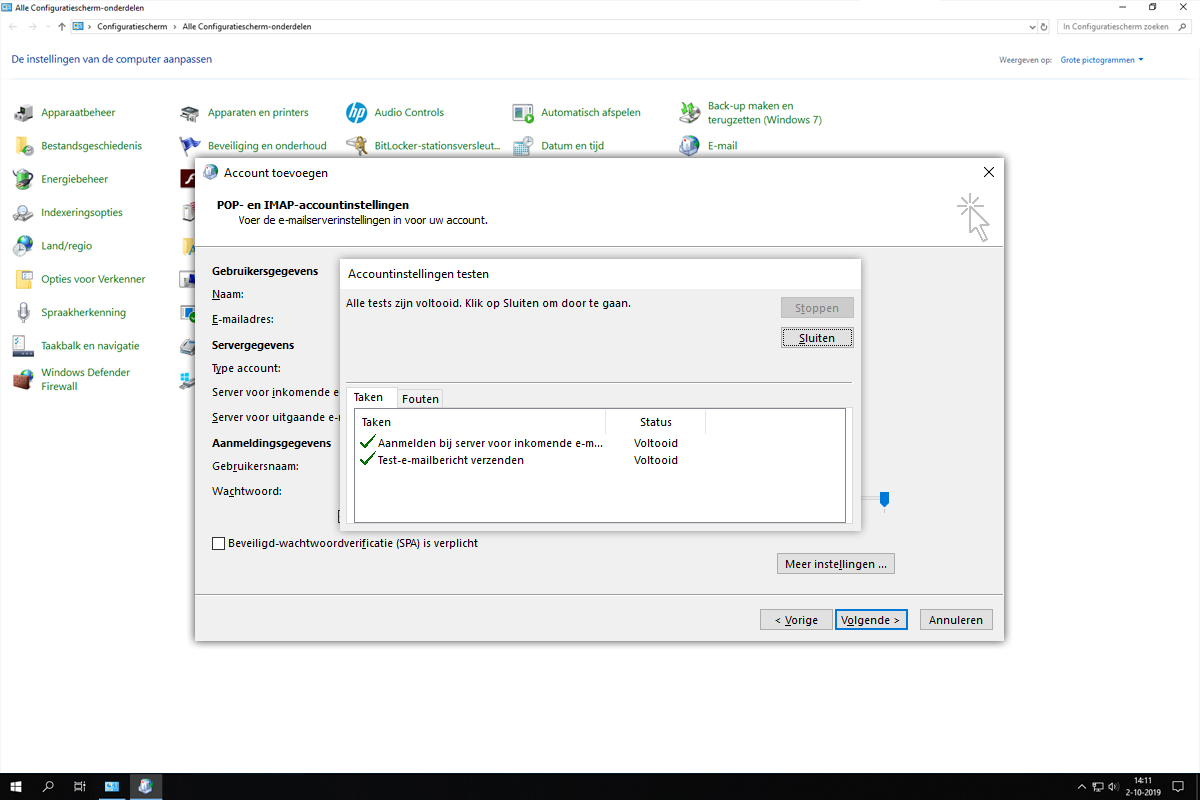 Alle Configuratiescherm-onderdelen
Configuratiescherm > Alle Configuratiescherm-onderdelen
In Configuratiescherm zoeken
De instellingen van de computer aanpassen
Weergeven op: Grote pictogrammen
Apparaatbeheer
Apparaten en printers
hp
Audio Controls
Automatisch afspelen
Back-up maken en
terugzetten (Windows 7)
Bestandsgeschiedenis
Beveiliging en onderhoud
BitLocker-stationsversleut...
Datum en tijd
E-mail
Energiebeheer
Indexeringsopties
Land/regio
Opties voor Verkenner
Spraakherkenning
Taakbalk en navigatie
Windows Defender
Firewall
Account toevoegen
POP- en IMAP-accountinstellingen
Voer de e-mailserverinstellingen in voor uw account.
Gebruikersgegevens
Naam:
E-mailadres:
Servergegevens
Type account:
Server voor inkomende e
Server voor uitgaande e-
Aanmeldingsgegevens
Gebruikersnaam:
Wachtwoord:
Beveiligd-wachtwoordverificatie (SPA) is verplicht
Accountinstellingen testen
Alle tests zijn voltooid. Klik op Sluiten om door te gaan.
Stoppen
Sluiten
Taken
Fouten
Taken Status
Aanmelden bij server voor inkomende e-m... Voltooid
Test-e-mailbericht verzenden Voltooid
Meer instellingen ...
< Vorige
Volgende >
Annuleren
14:11
2-10-2019